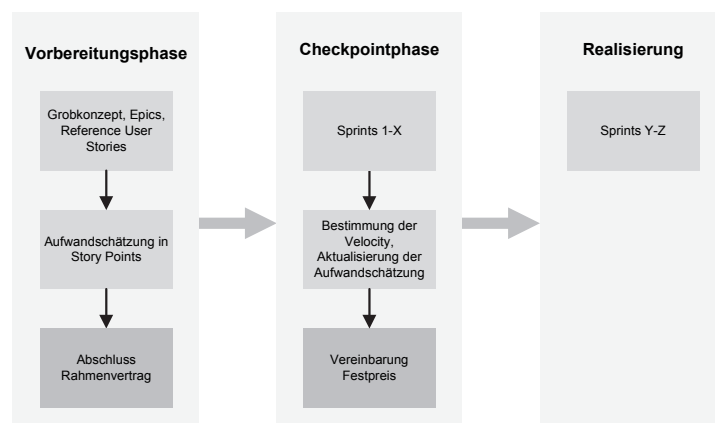 Vorbereitungsphase
Grobkonzept, Epics,
Reference User
Stories
Aufwandschätzung in
Story Points
Abschluss
Rahmenvertrag
Checkpointphase
Sprints 1-X
Bestimmung der
Velocity,
Aktualisierung der
Aufwandschätzung
Vereinbarung
Festpreis
Realisierung
Sprints Y-Z